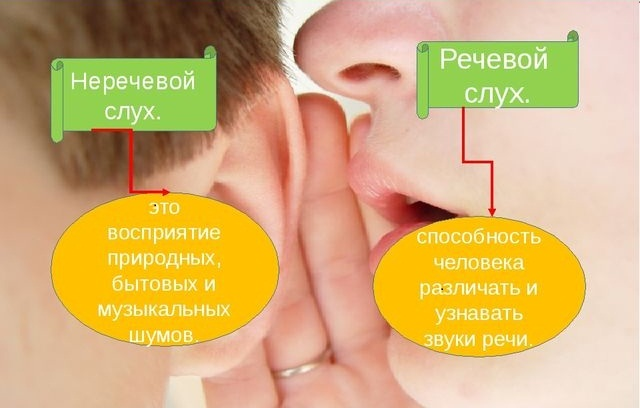 Неречевой
слух.
Речевой
слух.
это
восприятие
природных,
бытовых и
музыкальных
шумов.
способность
человека
различать и
узнавать
звуки речи.